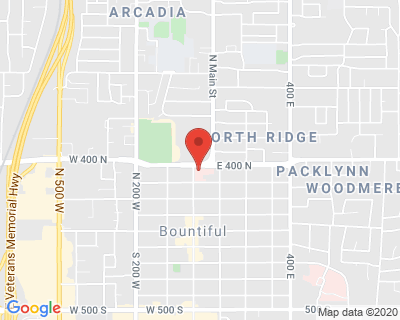 ARCADIA
N Main St
400 E
ORTH RIDGE
W 400 N
E 400 N
PACKLYNN
WOODMERE
Veterans Memorial Hwy
N 500 W
N 200 W
Bountiful
S 200 W
400 E
Google
W 500 S
W 500 S
50
Map data ©2020